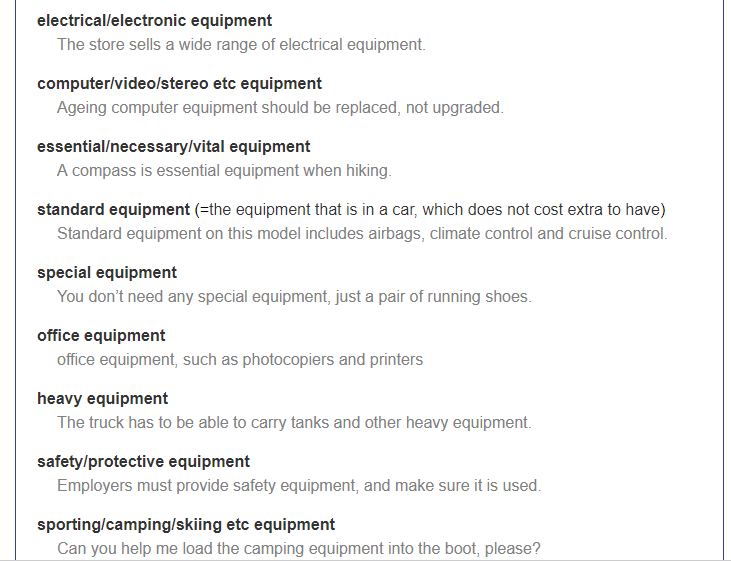 electrical/electronic equipment
The store sells a wide range of electrical equipment.
computer/video/stereo etc equipment
Ageing computer equipment should be replaced, not upgraded.
essential/necessary/vital equipment
A compass is essential equipment when hiking.
standard equipment (=the equipment that is in a car, which does not cost extra to have)
Standard equipment on this model includes airbags, climate control and cruise control.
special equipment
You don’t need any special equipment, just a pair of running shoes.
office equipment
office equipment, such as photocopiers and printers
heavy equipment
The truck has to be able to carry tanks and other heavy equipment.
safety/protective equipment
Employers must provide safety equipment, and make sure it is used.
sporting/camping/skiing etc equipment
Can you help me load the camping equipment into the boot, please?